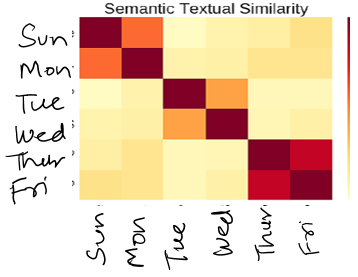 Semantic Textual Similarity
Sun
Mon
Tue
Wed
Thur
Fri
Sun Mon Tue Wed Thur Fri